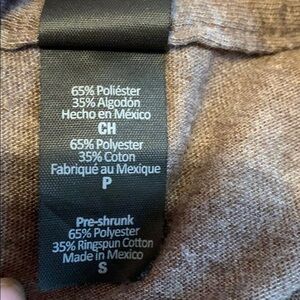 65% Poliéster
35% Algodón
Hecho en México
CH
65% Polyester
35% Coton
Fabriqué au Mexique
P
Pre-shrunk
65% Polyester
35% Ringspun Cotton
Made in Mexico
S